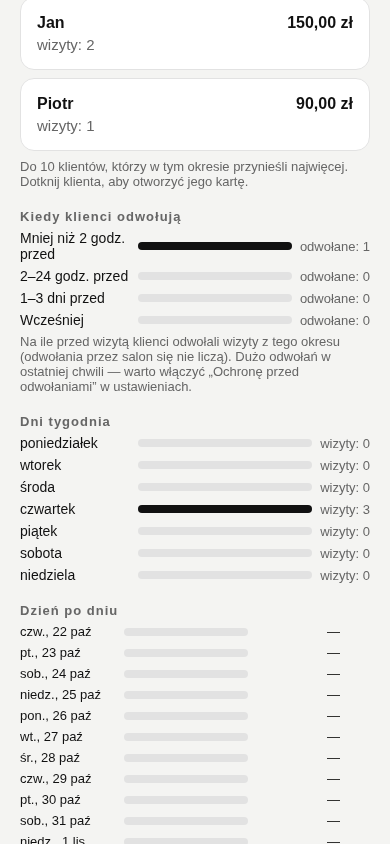 Jan 150,00 zł
wizyty: 2
Piotr 90,00 zł
wizyty: 1
Do 10 klientów, którzy w tym okresie przynieśli najwięcej.
Dotknij klienta, aby otworzyć jego kartę.
Kiedy klienci odwołują
Mniej niż 2 godz.
przed
odwołane: 1
2–24 godz. przed odwołane: 0
1–3 dni przed odwołane: 0
Wcześniej odwołane: 0
Na ile przed wizytą klienci odwołali wizyty z tego okresu
(odwołania przez salon się nie liczą). Dużo odwołań w
ostatniej chwili — warto włączyć „Ochronę przed
odwołaniami” w ustawieniach.
Dni tygodnia
poniedziałek wizyty: 0
wtorek wizyty: 0
środa wizyty: 0
czwartek wizyty: 3
piątek wizyty: 0
sobota wizyty: 0
niedziela wizyty: 0
Dzień po dniu
czw., 22 paź —
pt., 23 paź —
sob., 24 paź —
niedz., 25 paź —
pon., 26 paź —
wt., 27 paź —
śr., 28 paź —
czw., 29 paź —
pt., 30 paź —
sob., 31 paź —
niedz., 1 lis —